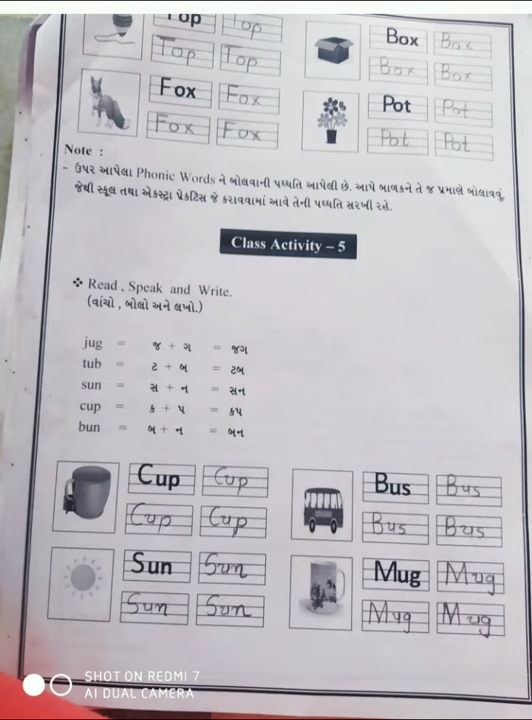 Top Top
Box Box
Top Top
Box Box
Fox Fox
Pot Pot
Fox Fox
Pot Pot
Note :
- ઉપર આપેલા Phonic Words ને બોલવાની પધ્ધતિ આપેલી છે. આપે બાળકને તે જ પ્રમાણે બોલાવવું,
જેથી સ્કૂલ તથા એકસ્ટ્રા પ્રેકટિસ જે કરાવવામાં આવે તેની પધ્ધતિ સરખી રહે.
Class Activity – 5
❖ Read , Speak and Write.
(વાંચો , બોલો અને લખો.)
jug = જ + ગ = જગ
tub = ટ + બ = ટબ
sun = સ + ન = સન
cup = ક + પ = કપ
bun = બ + ન = બન
Cup Cup
Bus Bus
Cup Cup
Bus Bus
Sun Sun
Mug Mug
Sun Sun
Mug Mug
SHOT ON REDMI 7
AI DUAL CAMERA